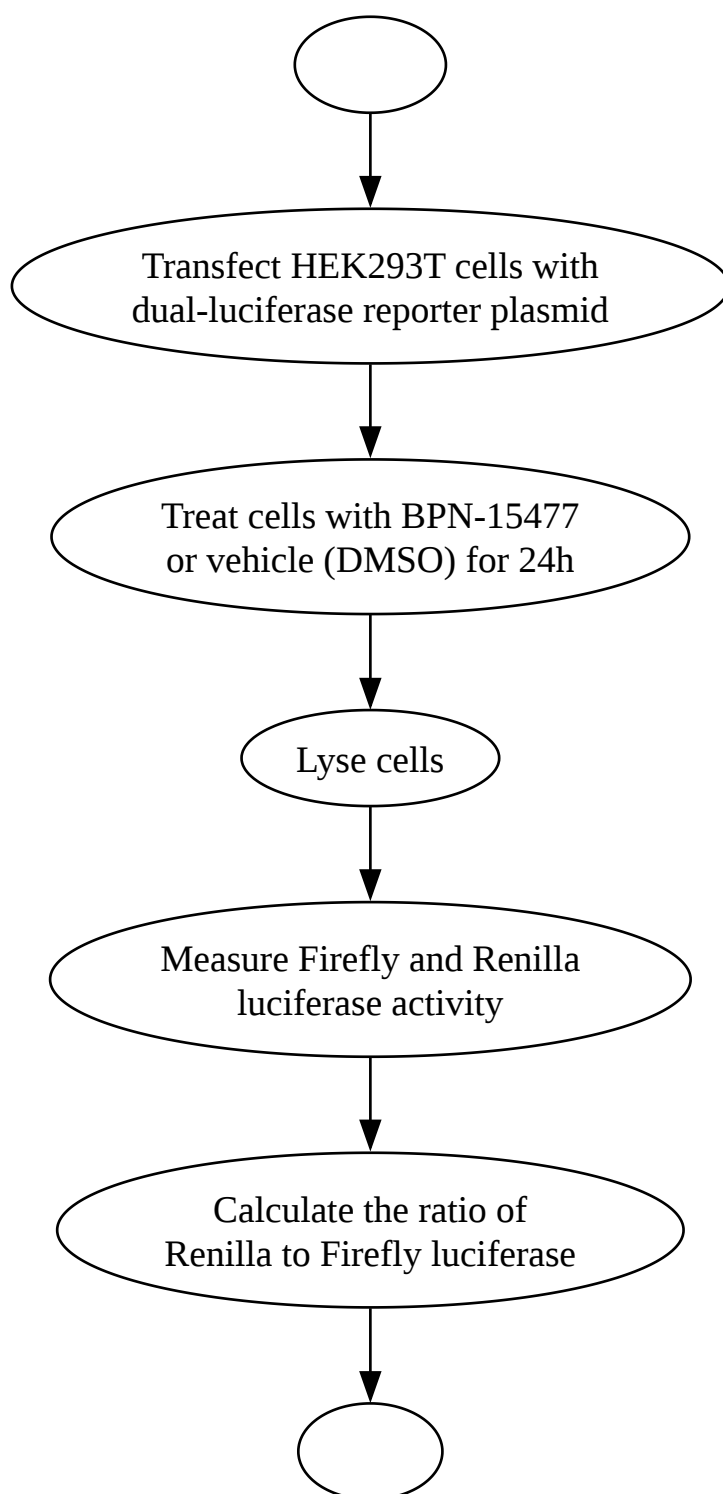 Transfect HEK293T cells with
dual-luciferase reporter plasmid
Treat cells with BPN-15477
or vehicle (DMSO) for 24h
Lyse cells
Measure Firefly and Renilla
luciferase activity
Calculate the ratio of
Renilla to Firefly luciferase